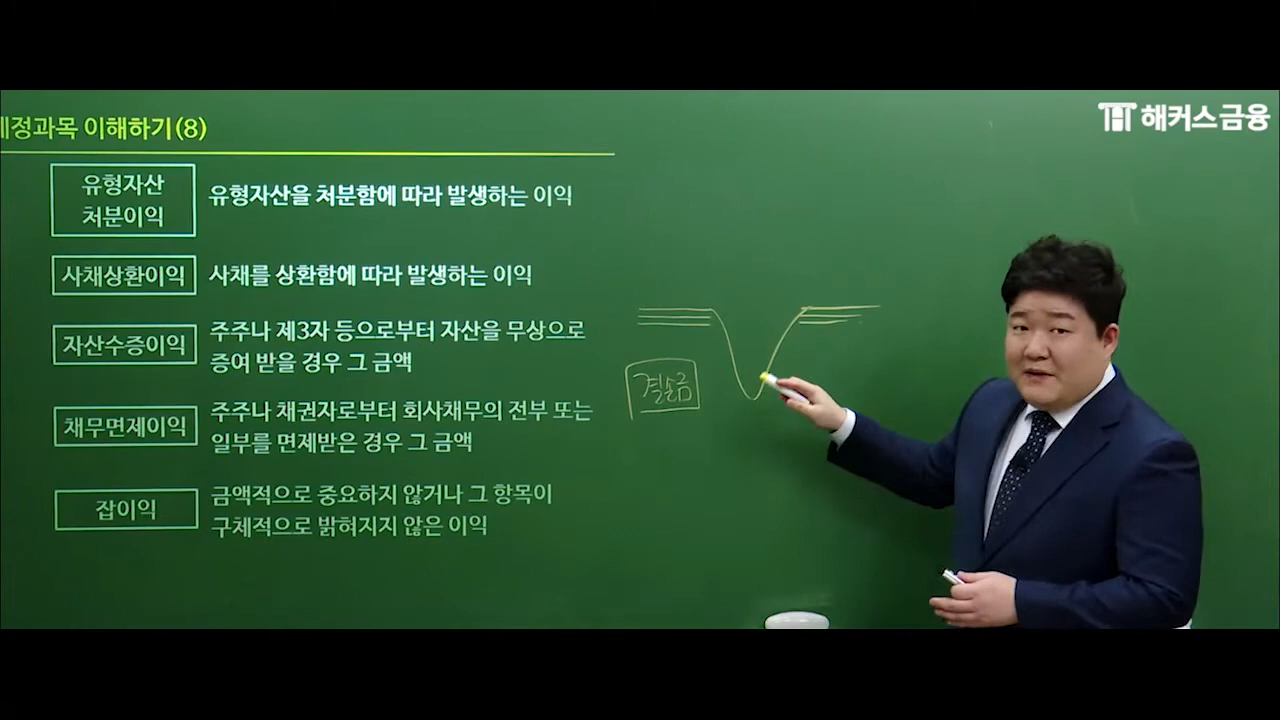 계정과목 이해하기(8)
해커스금융
유형자산
처분이익
유형자산을 처분함에 따라 발생하는 이익
사채상환이익
사채를 상환함에 따라 발생하는 이익
자산수증이익
주주나 제3자 등으로부터 자산을 무상으로
증여 받을 경우 그 금액
채무면제이익
주주나 채권자로부터 회사채무의 전부 또는
일부를 면제받은 경우 그 금액
잡이익
금액적으로 중요하지 않거나 그 항목이
구체적으로 밝혀지지 않은 이익
결손금